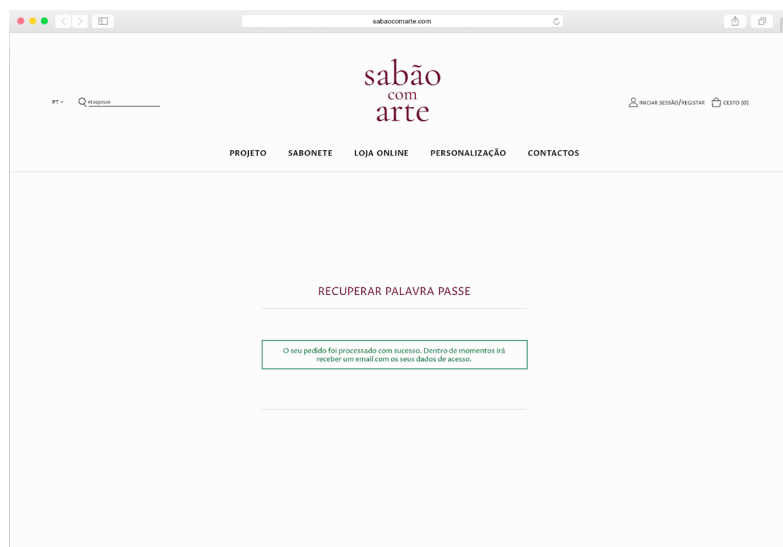 sabaocomarte.com
sabão
com
arte
PT
PESQUISAR
INICIAR SESSÃO/REGISTAR
CESTO (0)
PROJETO SABONETE LOJA ONLINE PERSONALIZAÇÃO CONTACTOS
RECUPERAR PALAVRA PASSE
O seu pedido foi processado com sucesso. Dentro de momentos irá
receber um email com os seus dados de acesso.